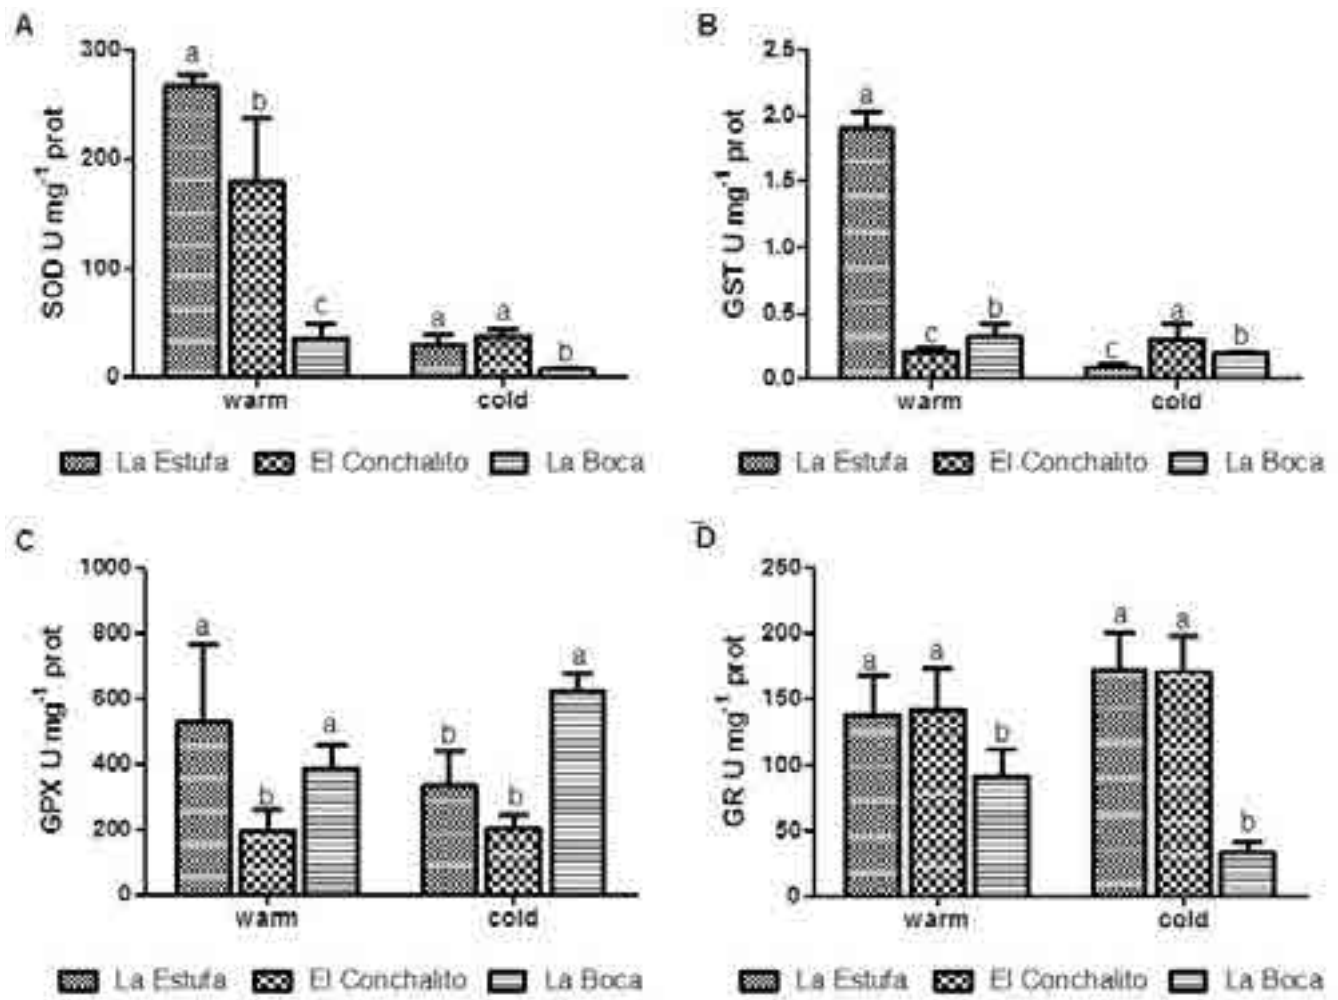 A
SOD U mg-1 prot
300
200
100
0
a
b
c
a
a
b
warm
cold
La Estufa
El Conchalito
La Boca
B
GST U mg-1 prot
2.5
2.0
1.5
1.0
0.5
0.0
a
c
b
c
a
b
warm
cold
La Estufa
El Conchalito
La Boca
C
GPX U mg-1 prot
1000
800
600
400
200
0
a
b
a
b
b
a
warm
cold
La Estufa
El Conchalito
La Boca
D
GR U mg-1 prot
250
200
150
100
50
0
a
a
b
a
a
b
warm
cold
La Estufa
El Conchalito
La Boca